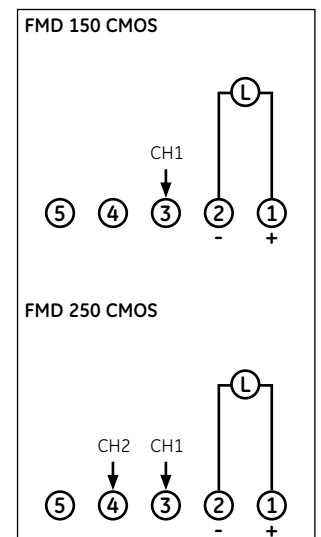 FMD 150 CMOS
L
CH1
5 4 3 2 1
- +
FMD 250 CMOS
L
CH2 CH1
5 4 3 2 1
- +